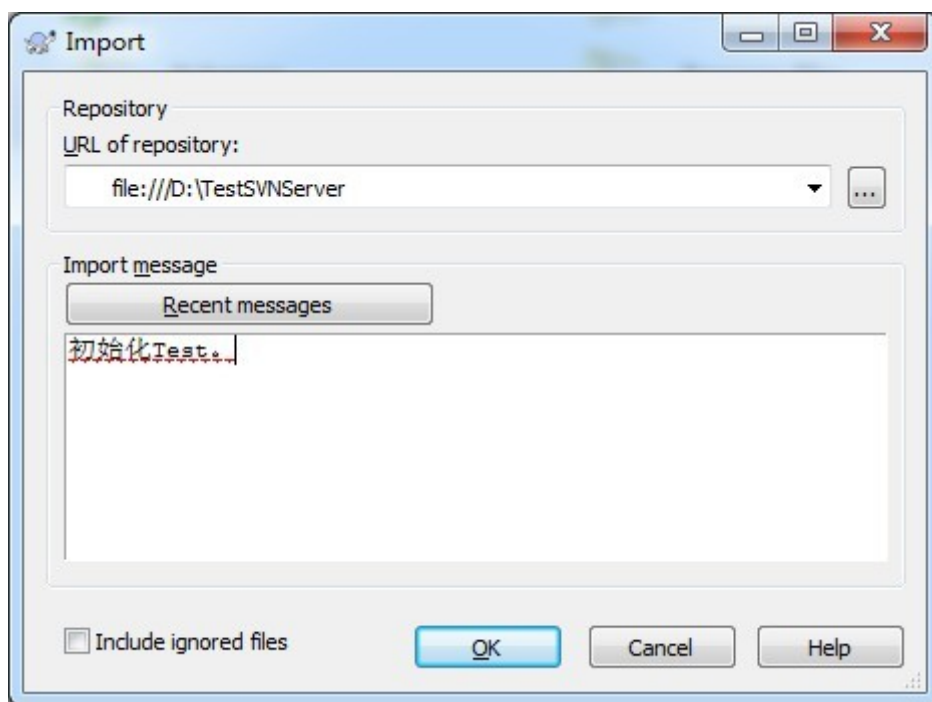 Import
Repository
URL of repository:
file:///D:\TestSVNServer
...
Import message
Recent messages
初始化Test。
Include ignored files
OK
Cancel
Help